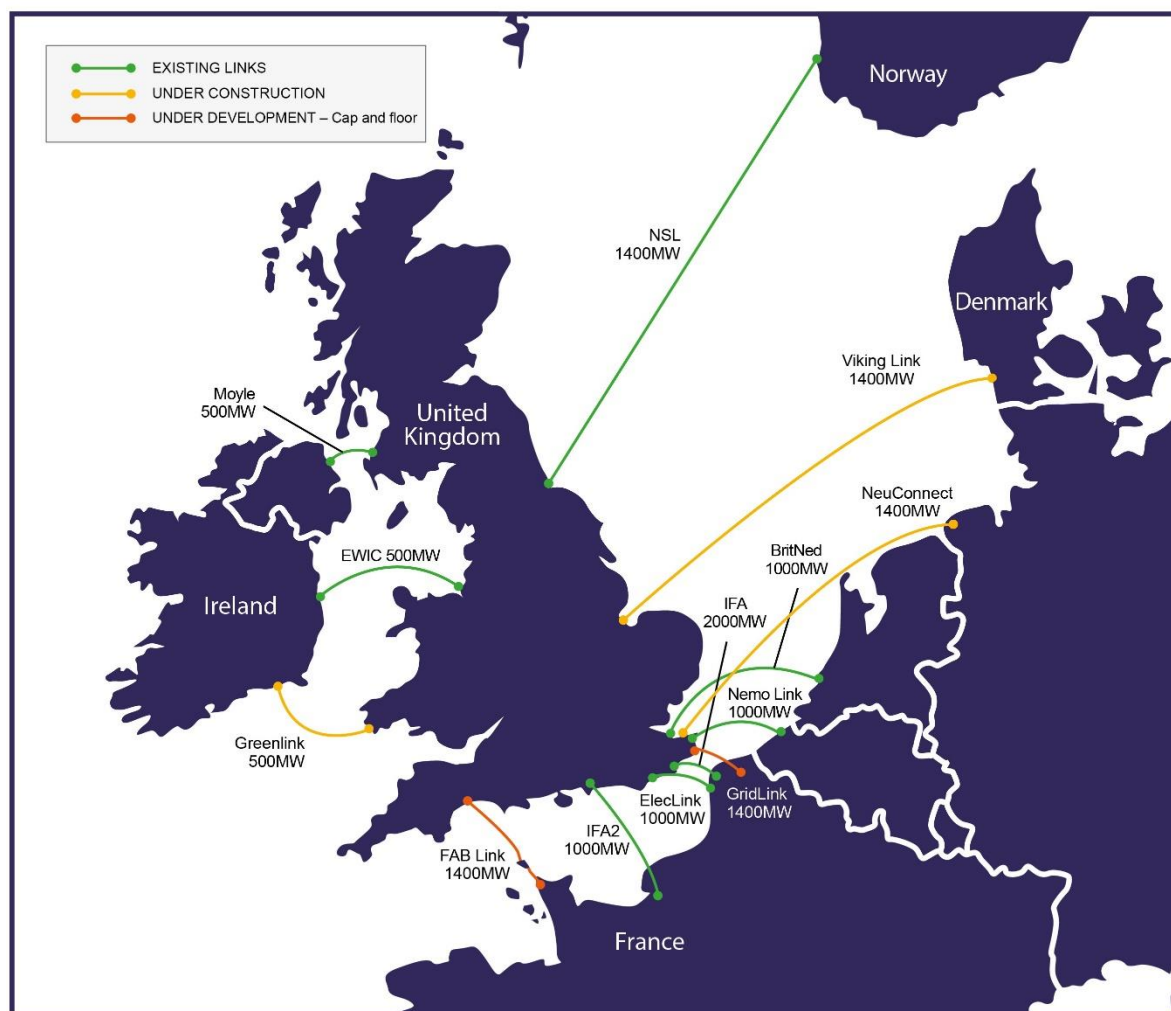 EXISTING LINKS
UNDER CONSTRUCTION
UNDER DEVELOPMENT – Cap and floor
Norway
NSL
1400MW
Denmark
Viking Link
1400MW
Moyle
500MW
United
Kingdom
NeuConnect
1400MW
BritNed
1000MW
EWIC 500MW
IFA
2000MW
Ireland
Nemo Link
1000MW
Greenlink
500MW
ElecLink
1000MW
GridLink
1400MW
IFA2
1000MW
FAB Link
1400MW
France